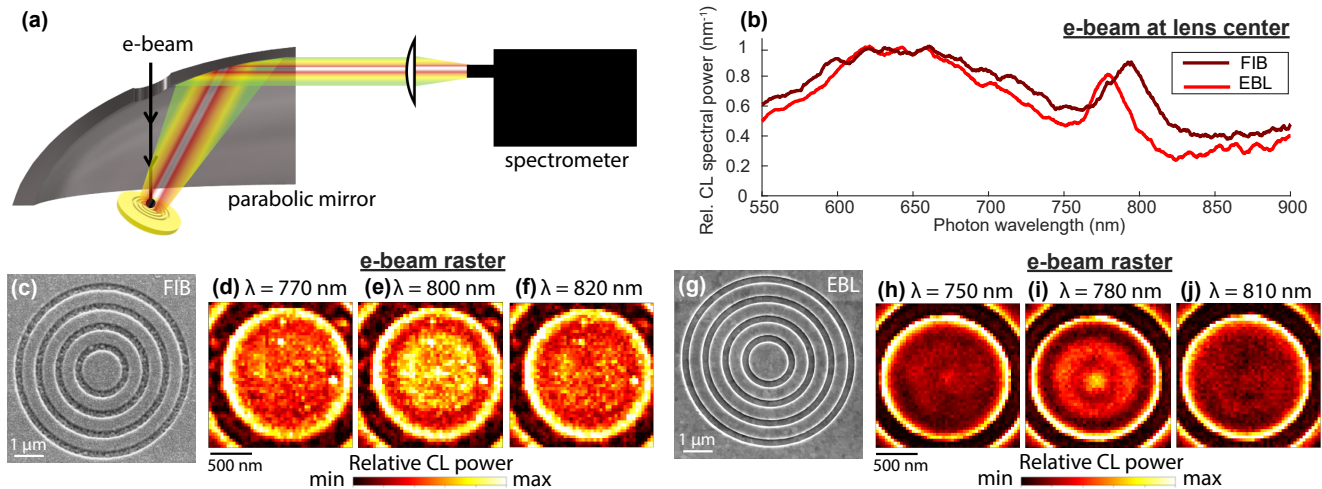 (a)
e-beam
parabolic mirror
spectrometer
(b)
e-beam at lens center
FIB
EBL
Rel. CL spectral power (nm⁻¹)
1
0.8
0.6
0.4
0.2
0
550 600 650 700 750 800 850 900
Photon wavelength (nm)
(c)
FIB
1 μm
e-beam raster
(d) λ = 770 nm
(e) λ = 800 nm
(f) λ = 820 nm
500 nm
Relative CL power
min max
(g)
EBL
1 μm
e-beam raster
(h) λ = 750 nm
(i) λ = 780 nm
(j) λ = 810 nm
500 nm
Relative CL power
min max